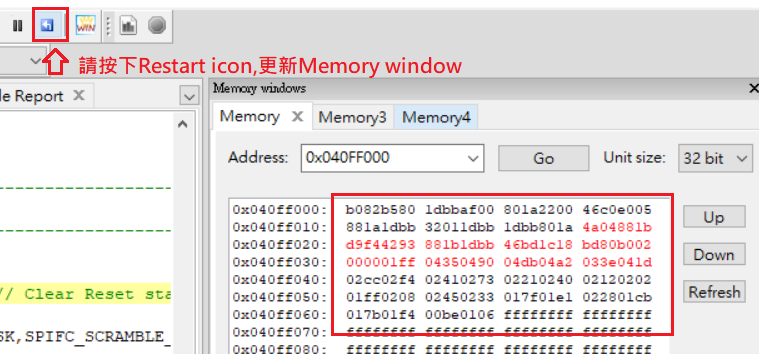 WIN
請按下Restart icon,更新Memory window
le Report
Memory windows
Memory Memory3 Memory4
Address: 0x040FF000 Go Unit size: 32 bit
0x040ff000: b082b580 1dbbaf00 801a2200 46c0e005
0x040ff010: 881a1dbb 32011dbb 1dbb801a 4a04881b
0x040ff020: d9f44293 881b1dbb 46bd1c18 bd80b002
0x040ff030: 000001ff 04350490 04db04a2 033e041d
0x040ff040: 02cc02f4 02410273 02210240 02120202
0x040ff050: 01ff0208 02450233 017f01e1 022801cb
0x040ff060: 017b01f4 00be0106 ffffffff ffffffff
0x040ff070: ffffffff ffffffff ffffffff ffffffff
0x040ff080: ffffffff ffffffff ffffffff ffffffff
Up
Down
Refresh
// Clear Reset sta
SK,SPIFC_SCRAMBLE_